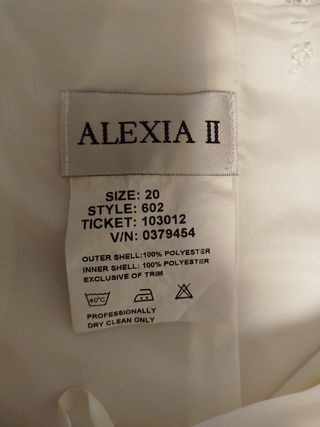 ALEXIA II
SIZE: 20
STYLE: 602
TICKET: 103012
V/N: 0379454
OUTER SHELL:100% POLYESTER
INNER SHELL: 100% POLYESTER
EXCLUSIVE OF TRIM
40°C
PROFESSIONALLY
DRY CLEAN ONLY